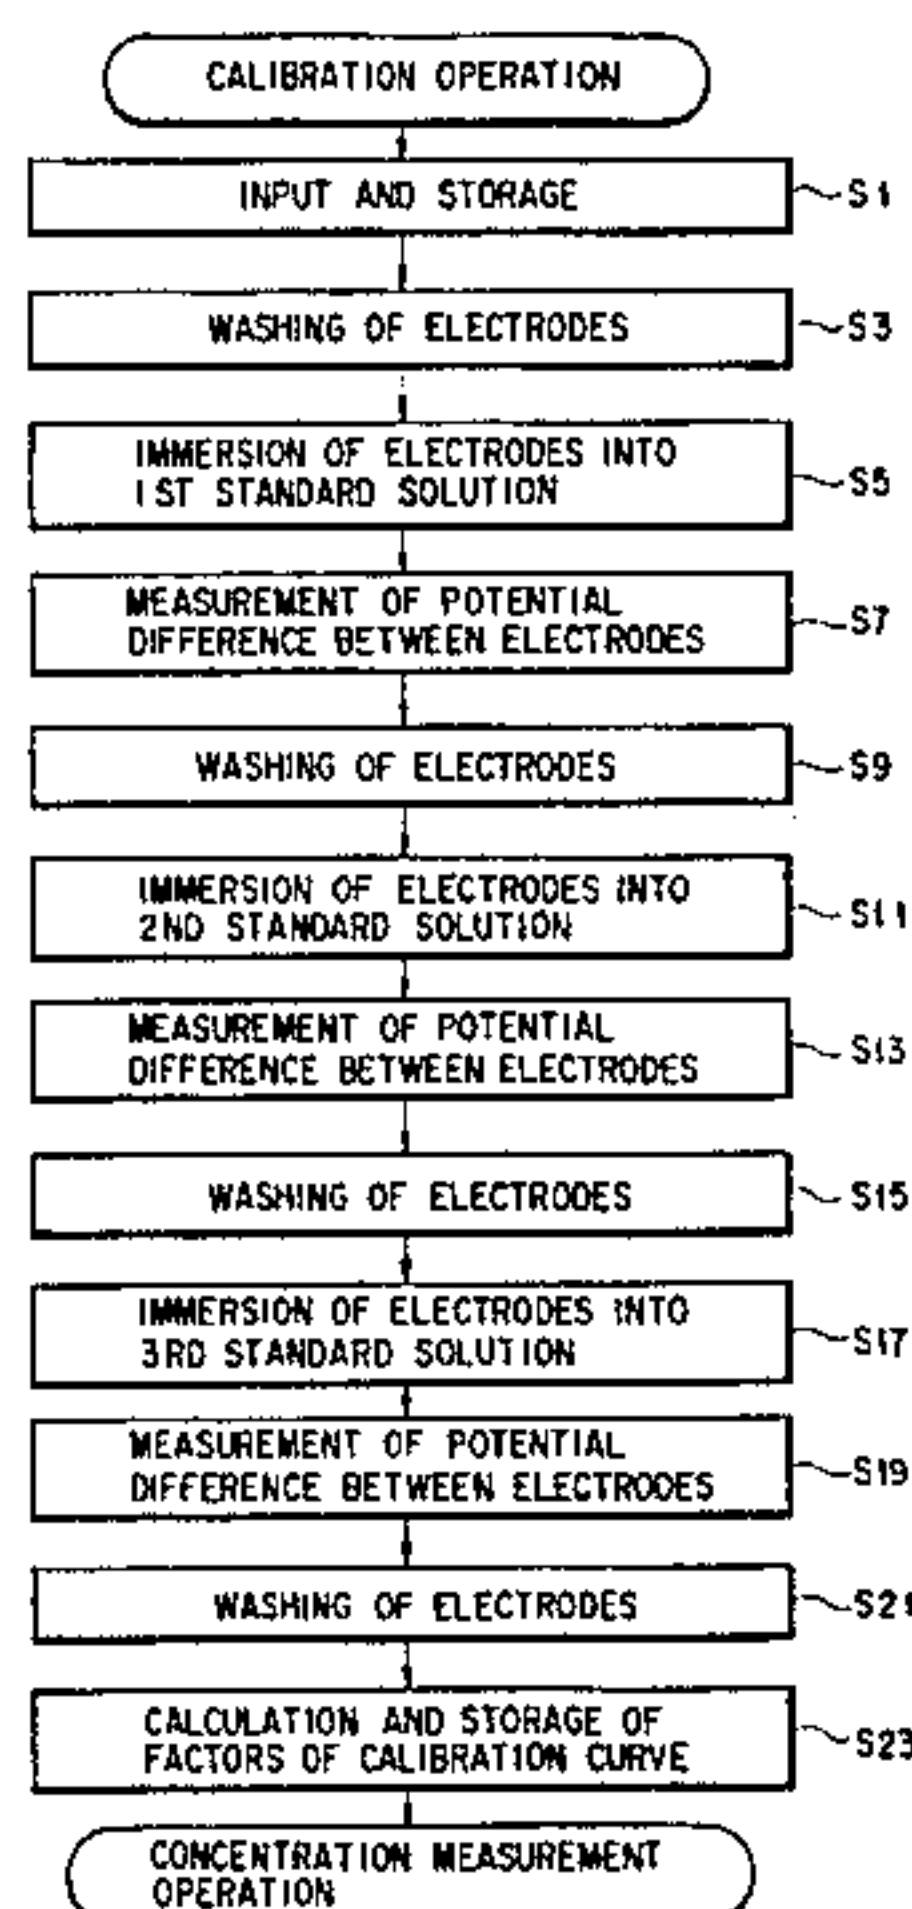 CALIBRATION OPERATION
INPUT AND STORAGE
S1
WASHING OF ELECTRODES
S3
IMMERSION OF ELECTRODES INTO
1ST STANDARD SOLUTION
S5
MEASUREMENT OF POTENTIAL
DIFFERENCE BETWEEN ELECTRODES
S7
WASHING OF ELECTRODES
S9
IMMERSION OF ELECTRODES INTO
2ND STANDARD SOLUTION
S11
MEASUREMENT OF POTENTIAL
DIFFERENCE BETWEEN ELECTRODES
S13
WASHING OF ELECTRODES
S15
IMMERSION OF ELECTRODES INTO
3RD STANDARD SOLUTION
S17
MEASUREMENT OF POTENTIAL
DIFFERENCE BETWEEN ELECTRODES
S19
WASHING OF ELECTRODES
S21
CALCULATION AND STORAGE OF
FACTORS OF CALIBRATION CURVE
S23
CONCENTRATION MEASUREMENT
OPERATION